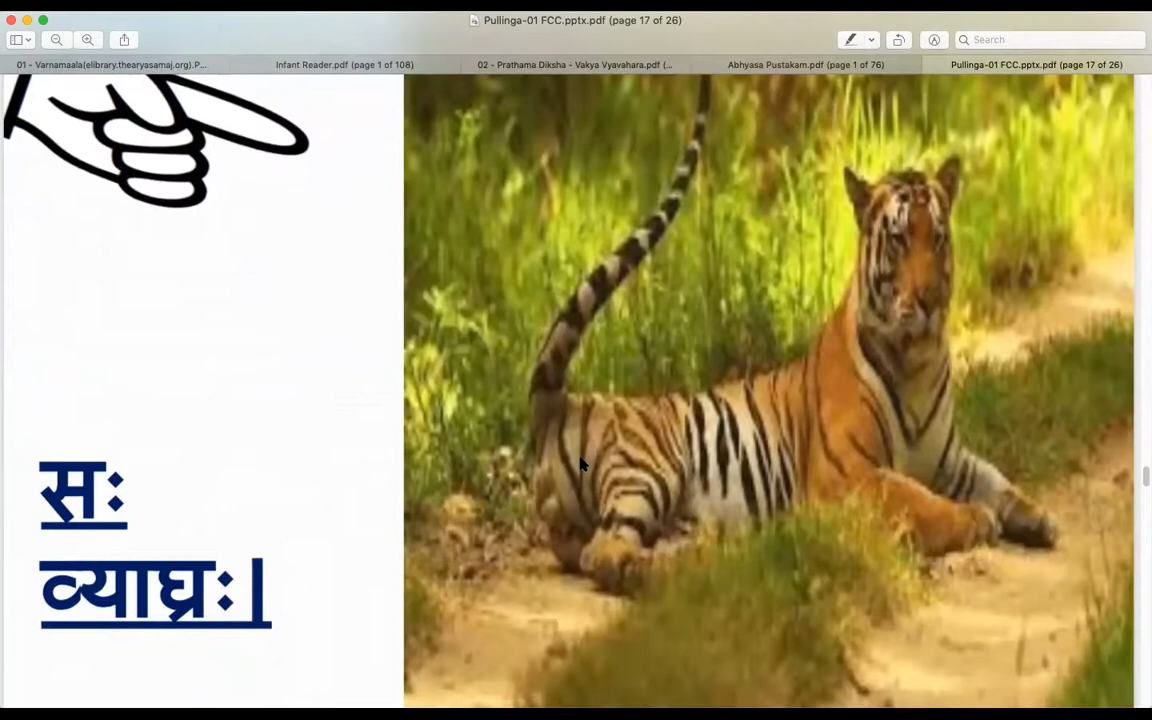 Pullinga-01 FCC.pptx.pdf (page 17 of 26)
Search
01 - Varnamaala(elibrary.thearyasamaj.org).P...
Infant Reader.pdf (page 1 of 108)
02 - Prathama Diksha - Vakya Vyavahara.pdf (...
Abhyasa Pustakam.pdf (page 1 of 76)
Pullinga-01 FCC.pptx.pdf (page 17 of 26)
सः
व्याघ्रः।